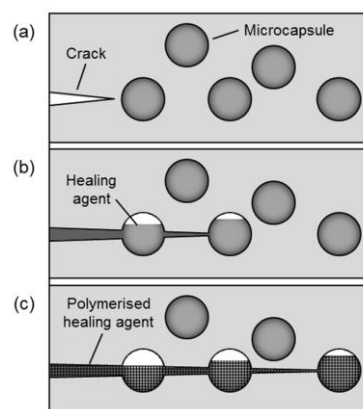 (a)
Microcapsule
Crack
(b)
Healing
agent
(c)
Polymerised
healing agent